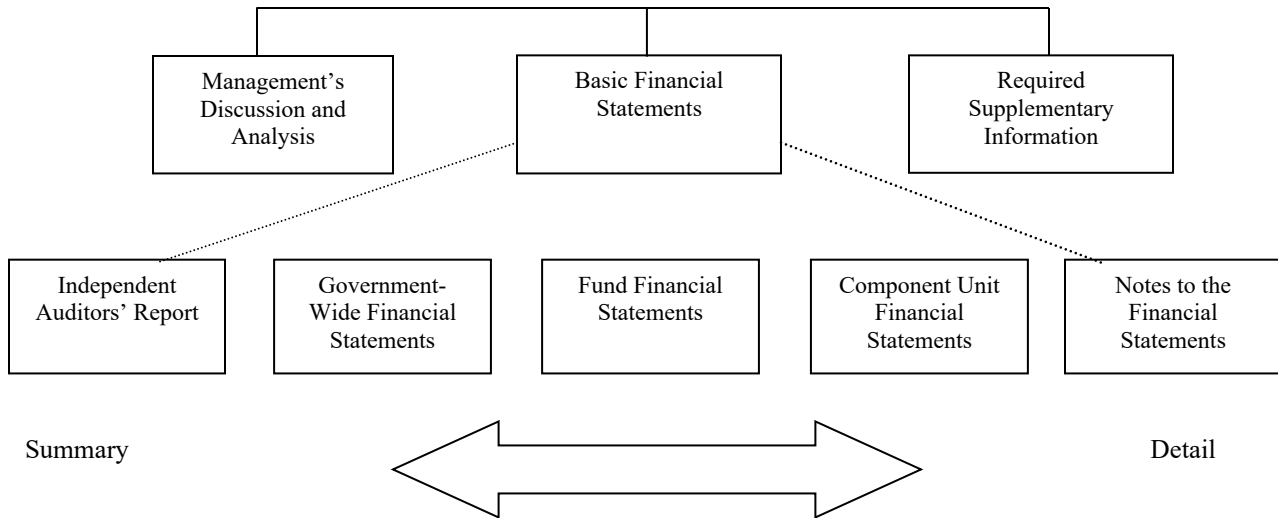 Management’s
Discussion and
Analysis
Basic Financial
Statements
Required
Supplementary
Information
Independent
Auditors’ Report
Government-
Wide Financial
Statements
Fund Financial
Statements
Component Unit
Financial
Statements
Notes to the
Financial
Statements
Summary
Detail